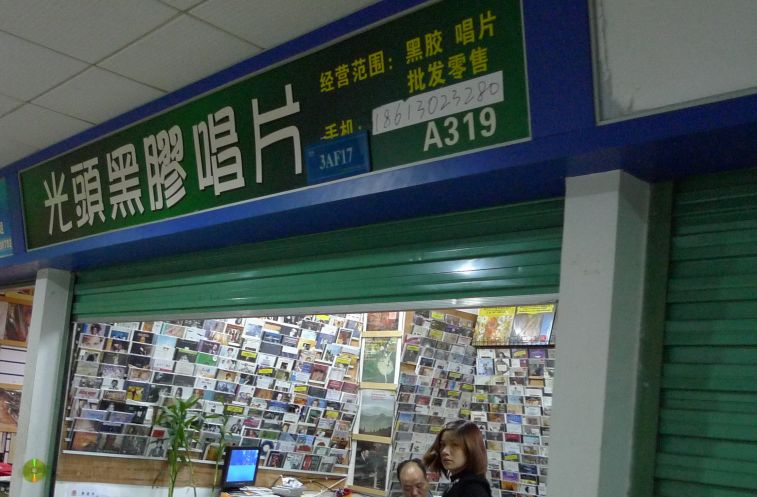 光頭黑膠唱片
经营范围：黑胶 唱片
批发零售
手机：18613023280
3AF17
A319